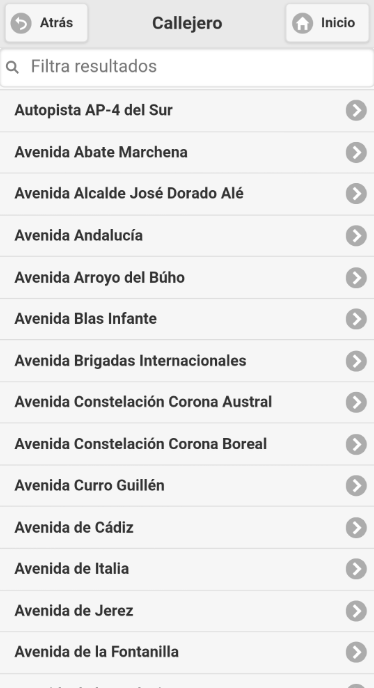 Atrás
Callejero
Inicio
Filtra resultados
Autopista AP-4 del Sur
Avenida Abate Marchena
Avenida Alcalde José Dorado Alé
Avenida Andalucía
Avenida Arroyo del Búho
Avenida Blas Infante
Avenida Brigadas Internacionales
Avenida Constelación Corona Austral
Avenida Constelación Corona Boreal
Avenida Curro Guillén
Avenida de Cádiz
Avenida de Italia
Avenida de Jerez
Avenida de la Fontanilla